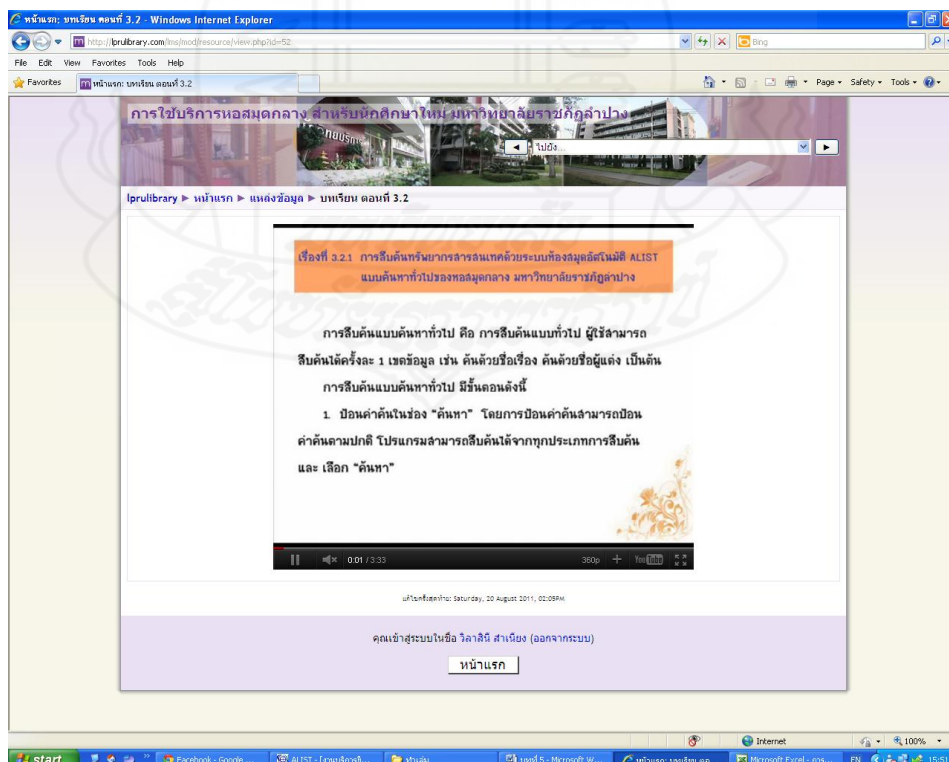 หน้าแรก: บทเรียน ตอนที่ 3.2 - Windows Internet Explorer
http://lprulibrary.com/lms/mod/resource/view.php?id=52
Bing
File Edit View Favorites Tools Help
Favorites
หน้าแรก: บทเรียน ตอนที่ 3.2
Page Safety Tools
การใช้บริการหอสมุดกลาง สำหรับนักศึกษาใหม่ มหาวิทยาลัยราชภัฏลำปาง
ไปยัง...
lprulibrary ► หน้าแรก ► แหล่งข้อมูล ► บทเรียน ตอนที่ 3.2
เรื่องที่ 3.2.1 การสืบค้นทรัพยากรสารสนเทศด้วยระบบห้องสมุดอัตโนมัติ ALIST
แบบค้นหาทั่วไปของหอสมุดกลาง มหาวิทยาลัยราชภัฏลำปาง
การสืบค้นแบบค้นหาทั่วไป คือ การสืบค้นแบบทั่วไป ผู้ใช้สามารถ
สืบค้นได้ครั้งละ 1 เขตข้อมูล เช่น ค้นด้วยชื่อเรื่อง ค้นด้วยชื่อผู้แต่ง เป็นต้น
การสืบค้นแบบค้นหาทั่วไป มีขั้นตอนดังนี้
1. ป้อนคำค้นในช่อง "ค้นหา" โดยการป้อนคำค้นสามารถป้อน
คำค้นตามปกติ โปรแกรมสามารถสืบค้นได้จากทุกประเภทการสืบค้น
และ เลือก "ค้นหา"
0:01 / 3:33
360p
YouTube
แก้ไขครั้งสุดท้าย: Saturday, 20 August 2011, 02:05PM
คุณเข้าสู่ระบบในชื่อ วิลาสินี สำเนียง (ออกจากระบบ)
หน้าแรก
Internet
100%
start
Facebook - Google ...
บทที่ 5 - Microsoft W...
หน้าแรก: บทเรียน ตอ...
Microsoft Excel - ...
EN